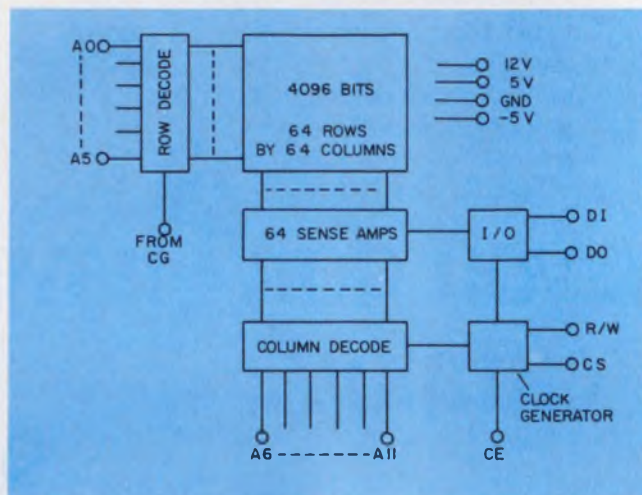 A0
A5
ROW DECODE
FROM
CG
4096 BITS
64 ROWS
BY 64 COLUMNS
12V
5V
GND
-5V
64 SENSE AMPS
I/O
DI
DO
COLUMN DECODE
R/W
CS
CLOCK
GENERATOR
A6
A11
CE